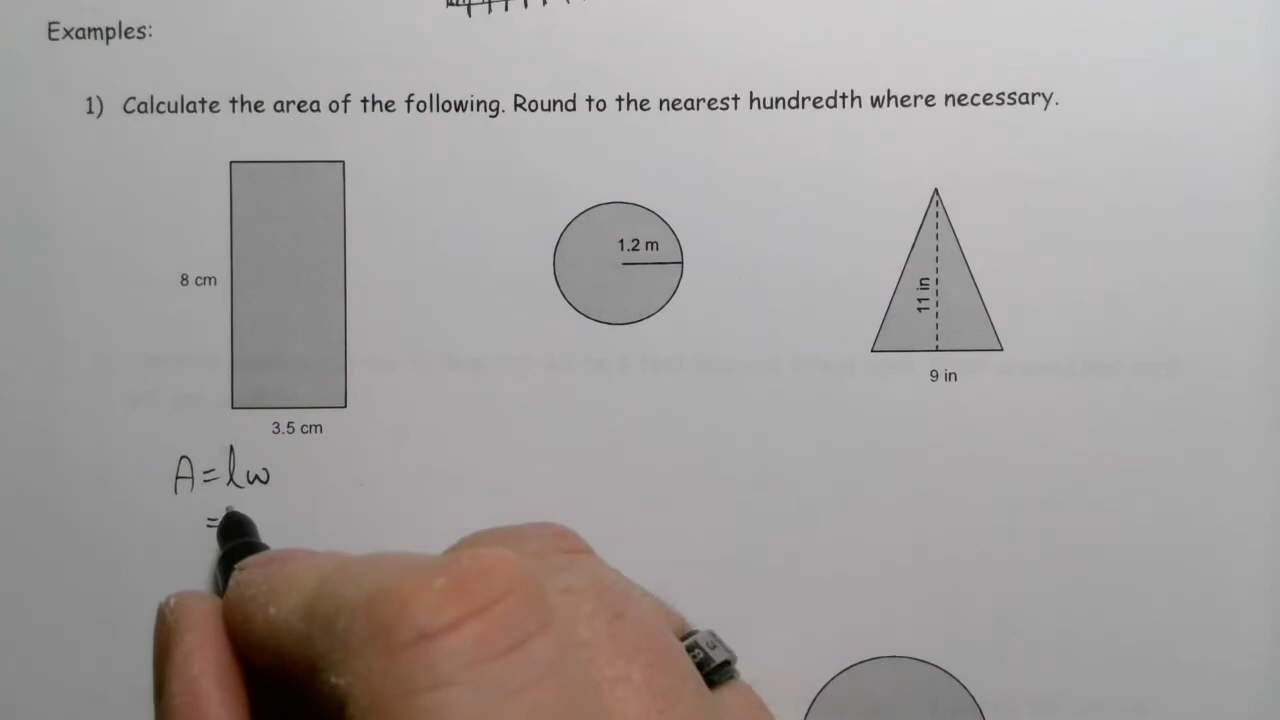 Examples:
1) Calculate the area of the following. Round to the nearest hundredth where necessary.
1.2 m
8 cm
11 in
9 in
3.5 cm
A = lw
=